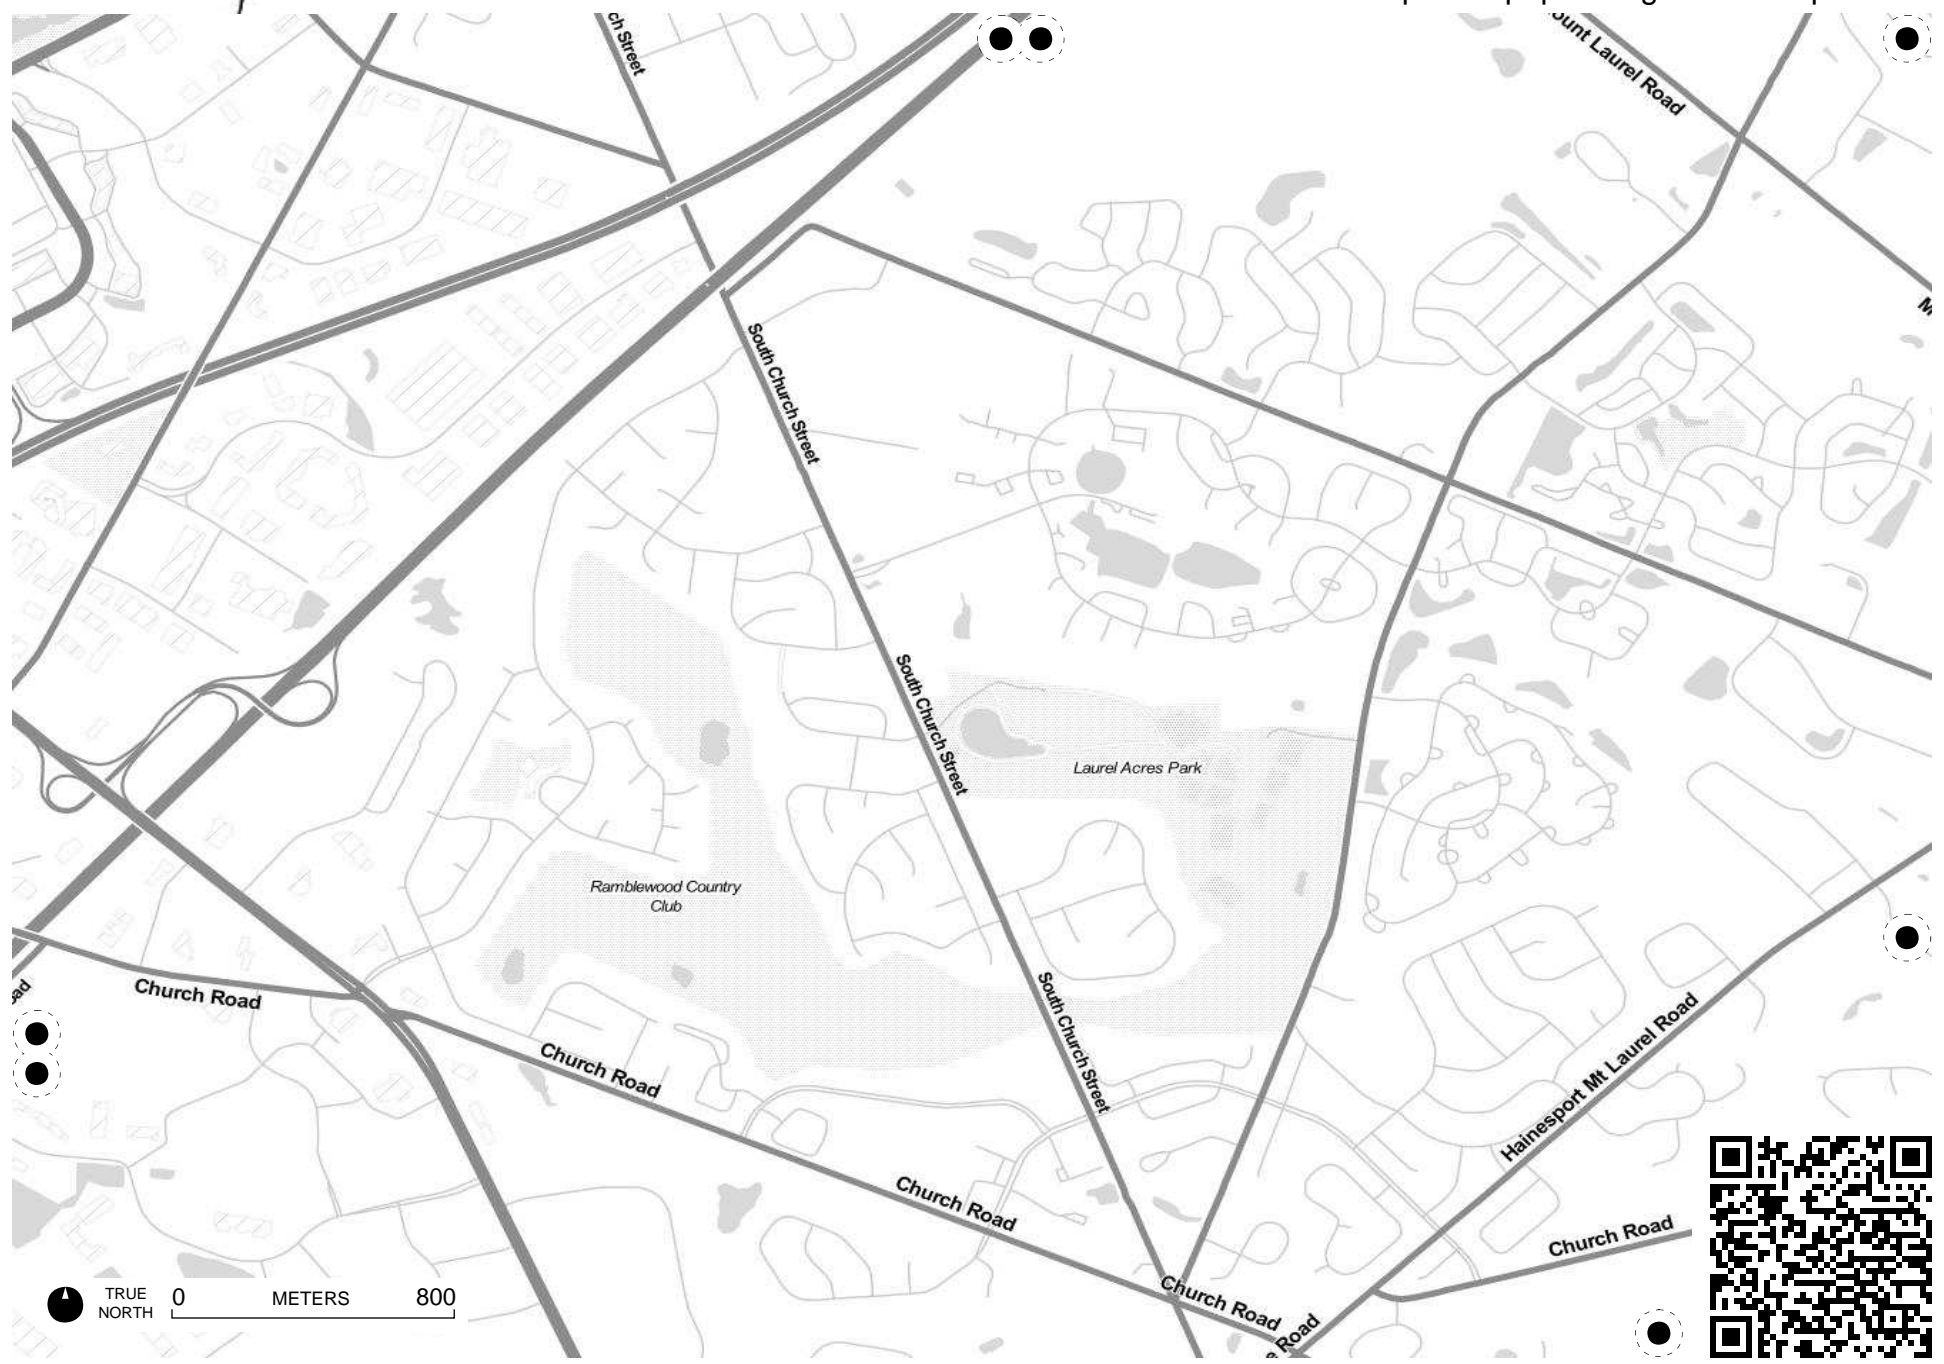 ch Street
ount Laurel Road
South Church Street
South Church Street
Laurel Acres Park
Ramblewood Country
Club
South Church Street
Church Road
Church Road
Hainesport Mt Laurel Road
Church Road
Church Road
Church Road
e Road
TRUE
NORTH
0 METERS 800